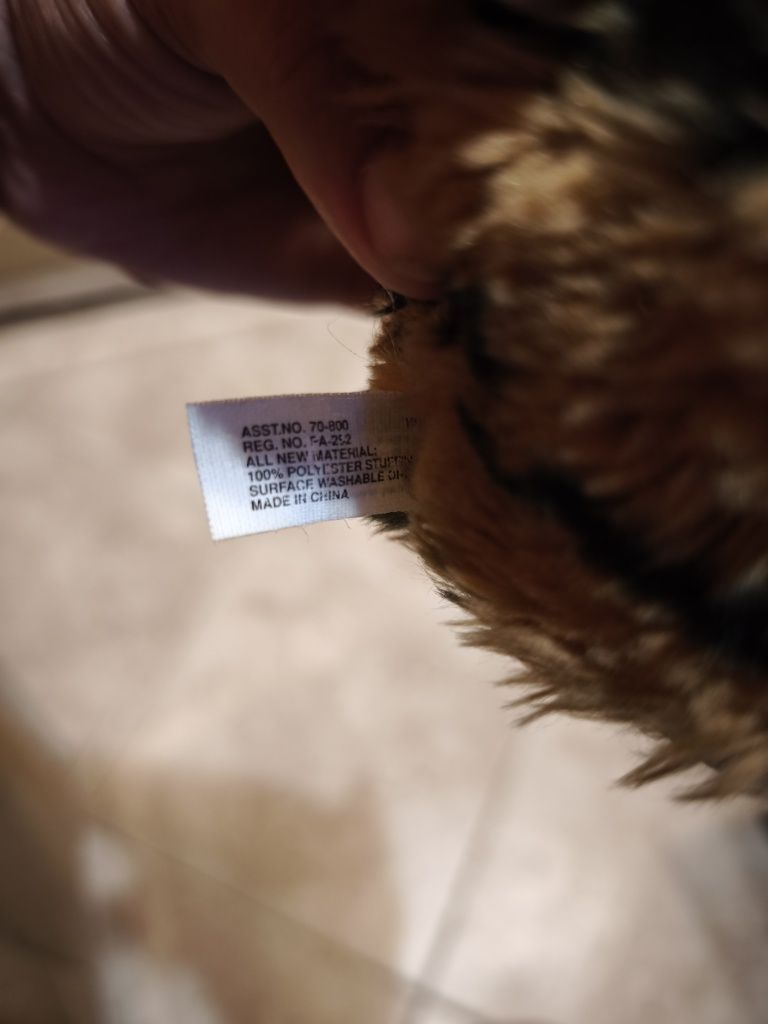 ASST.NO. 70-800
REG. NO. PA-252
ALL NEW MATERIAL:
100% POLYESTER
SURFACE WASHABLE
MADE IN CHINA